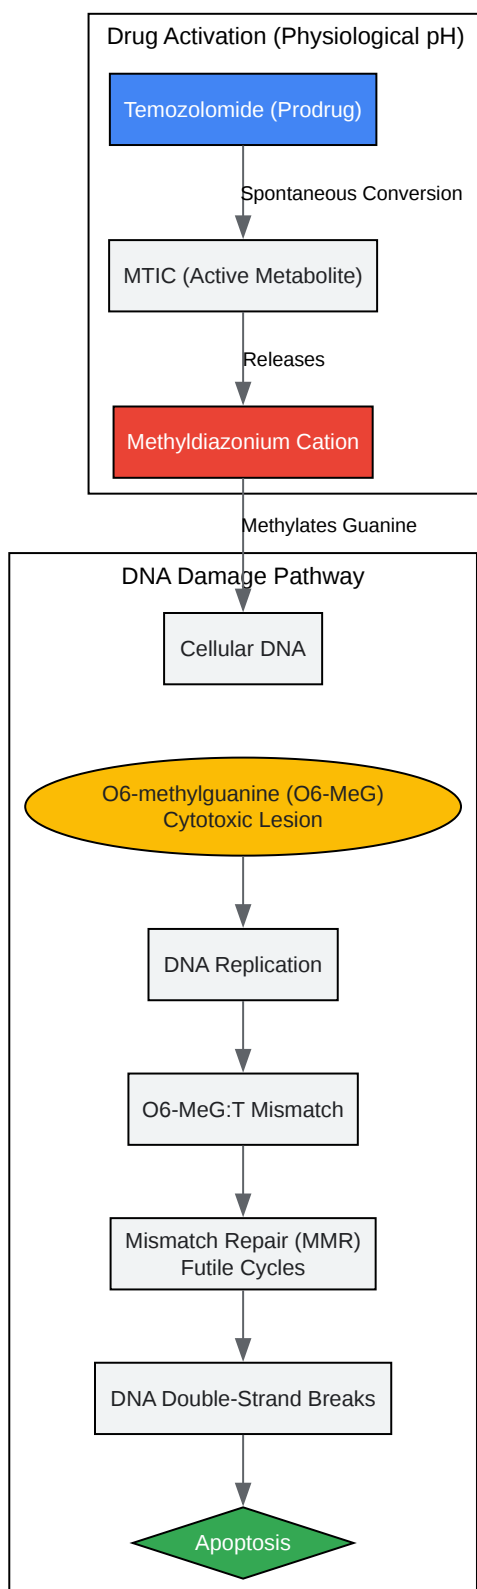 Drug Activation (Physiological pH)
Temozolomide (Prodrug)
Spontaneous Conversion
MTIC (Active Metabolite)
Releases
Methyldiazonium Cation
Methylates Guanine
DNA Damage Pathway
Cellular DNA
O6-methylguanine (O6-MeG)
Cytotoxic Lesion
DNA Replication
O6-MeG:T Mismatch
Mismatch Repair (MMR)
Futile Cycles
DNA Double-Strand Breaks
Apoptosis